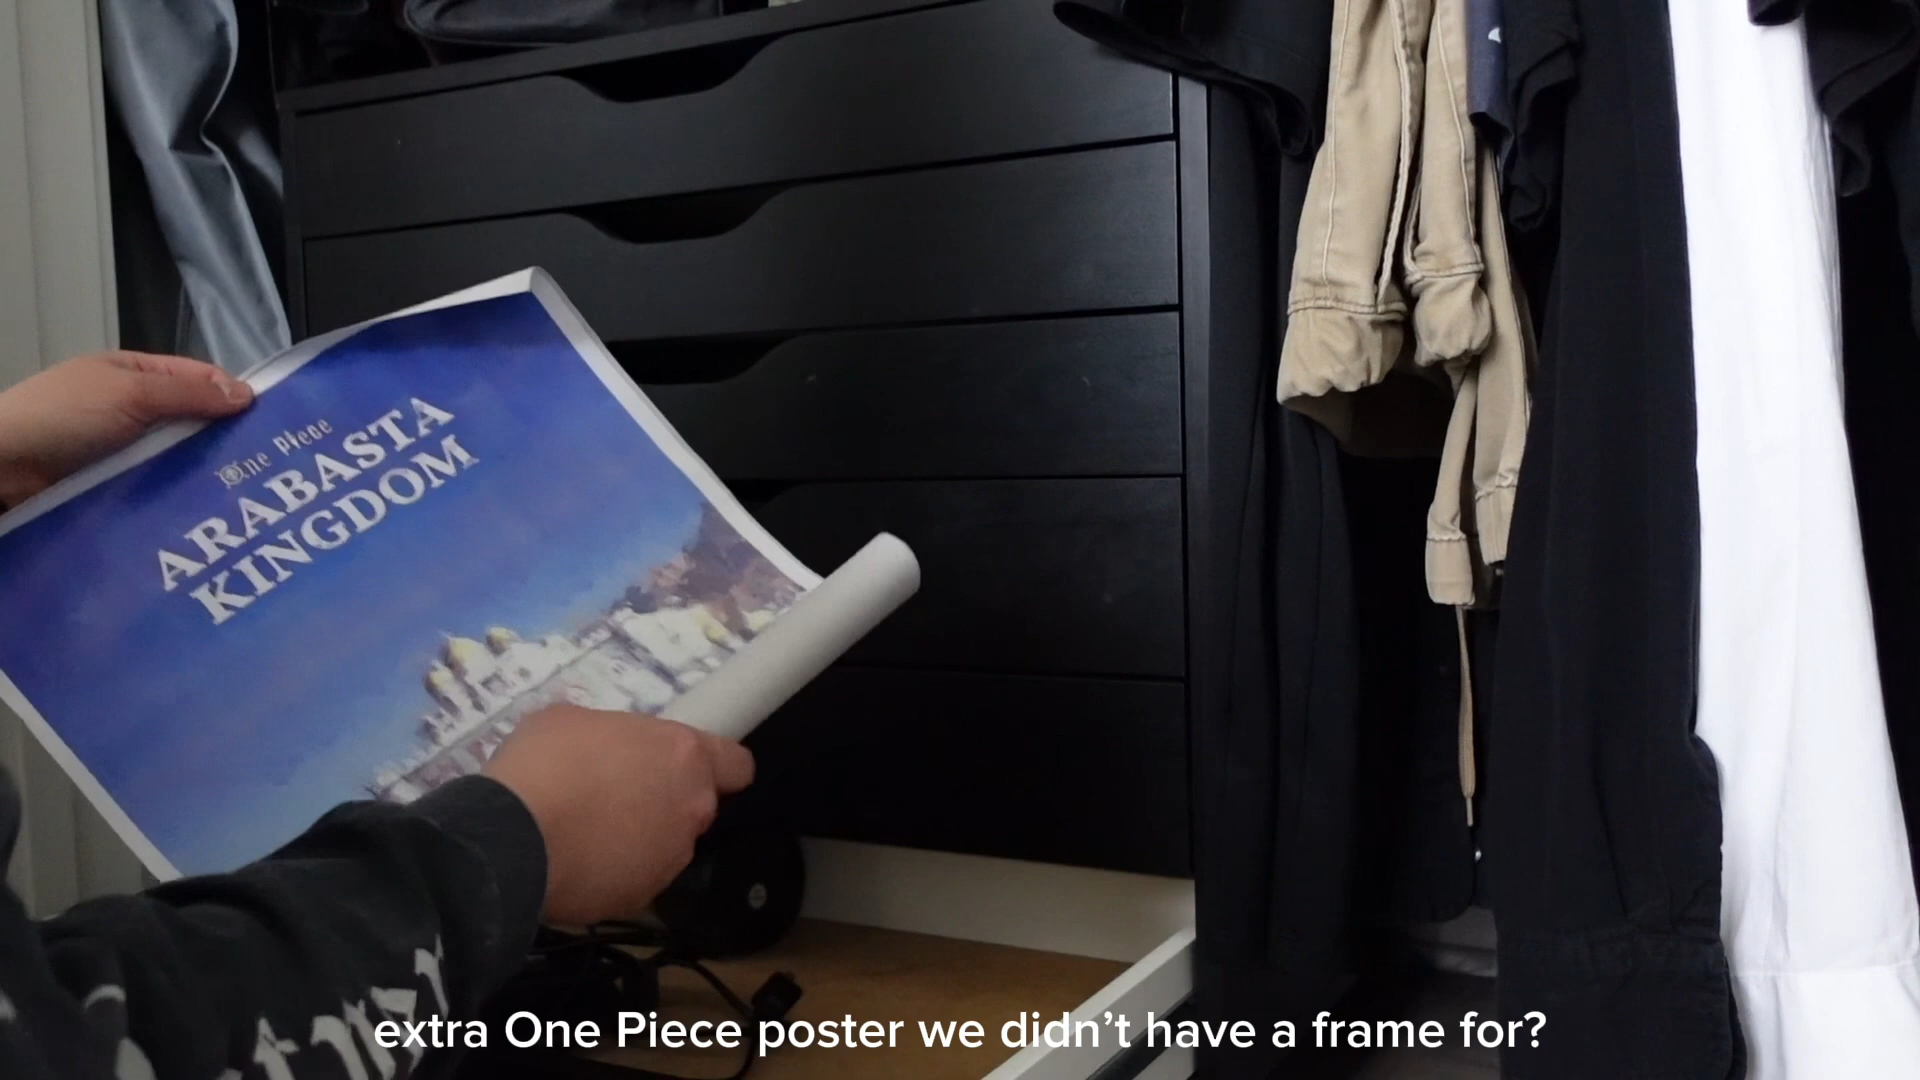 One piece
ARABASTA
KINGDOM
extra One Piece poster we didn't have a frame for?